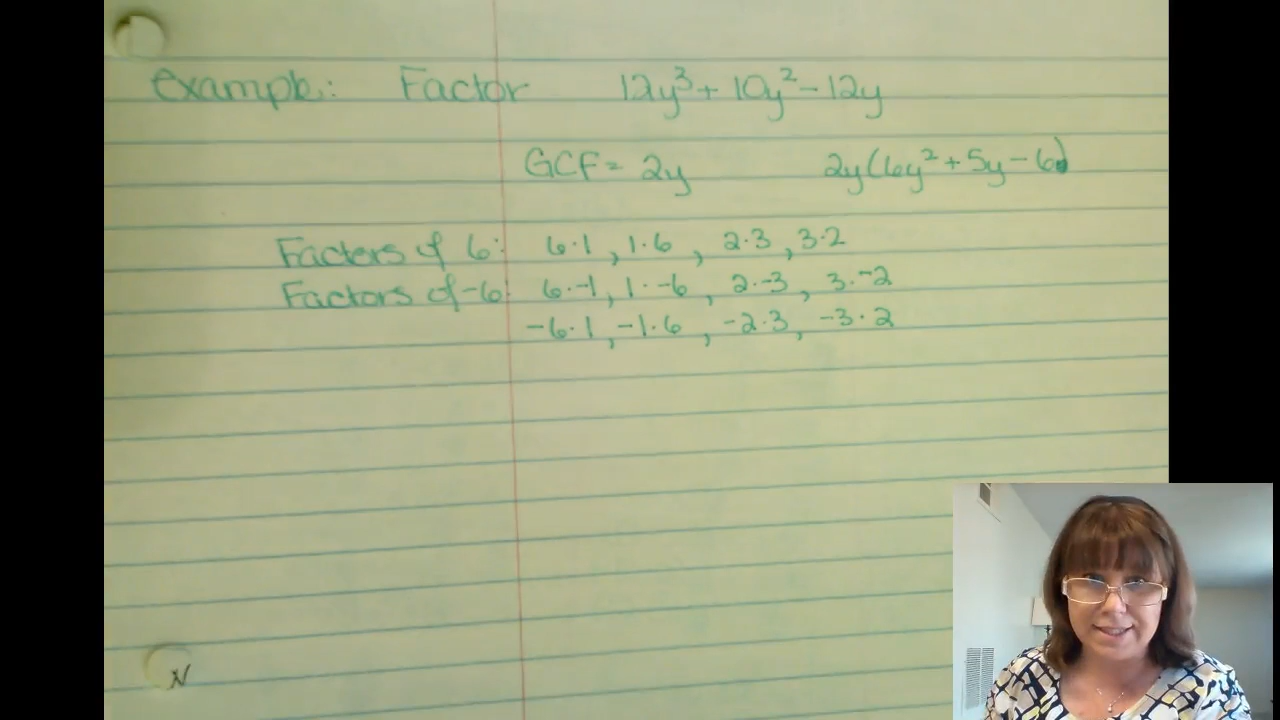 example: Factor 12y³ + 10y² - 12y
GCF = 2y 2y(6y² + 5y - 6)
Factors of 6: 6·1, 1·6, 2·3, 3·2
Factors of -6: 6·-1, 1·-6, 2·-3, 3·-2
-6·1, -1·6, -2·3, -3·2
N